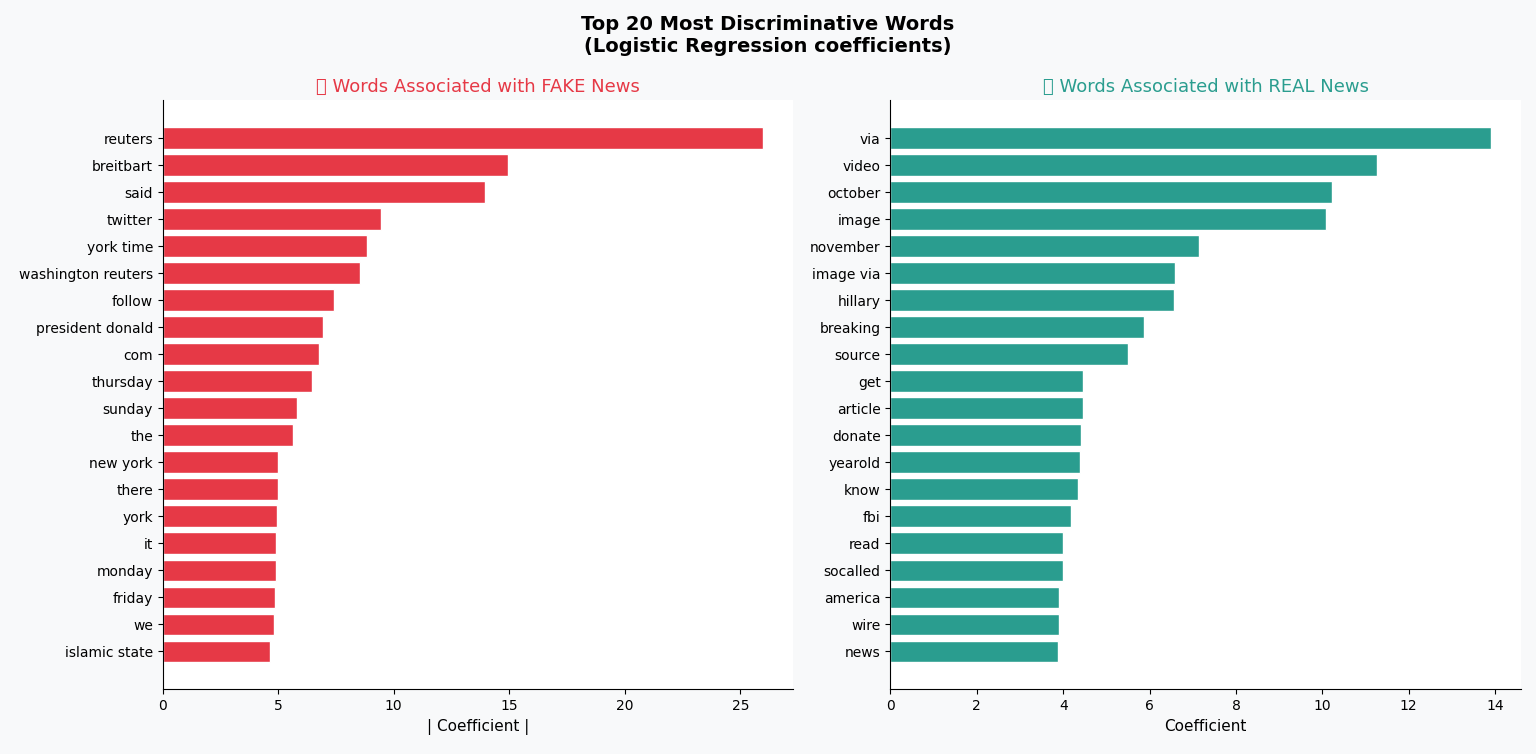 Top 20 Most Discriminative Words
(Logistic Regression coefficients)
Words Associated with FAKE News
reuters
breitbart
said
twitter
york time
washington reuters
follow
president donald
com
thursday
sunday
the
new york
there
york
it
monday
friday
we
islamic state
0 5 10 15 20 25
| Coefficient |
Words Associated with REAL News
via
video
october
image
november
image via
hillary
breaking
source
get
article
donate
yearold
know
fbi
read
socalled
america
wire
news
0 2 4 6 8 10 12 14
Coefficient